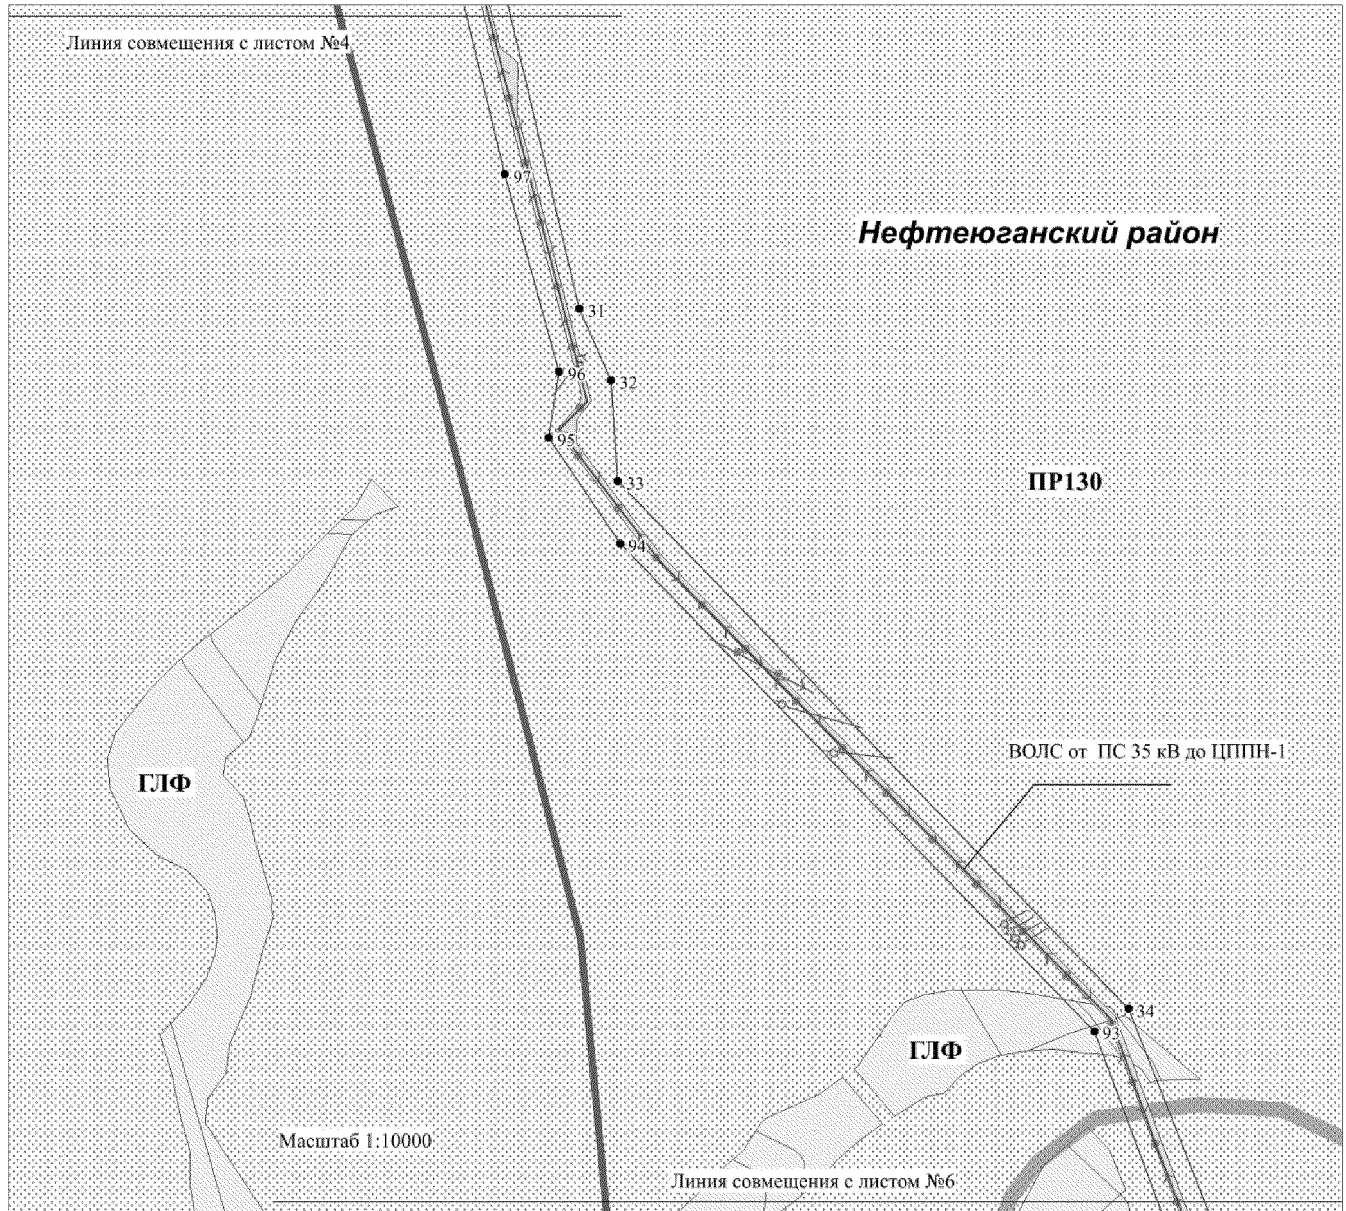 Линия совмещения с листом №4
97
Нефтеюганский район
31
96
32
95
33
ПР130
94
ВОЛС от ПС 35 кВ до ЦППН-1
ГЛФ
34
93
ГЛФ
Масштаб 1:10000
Линия совмещения с листом №6